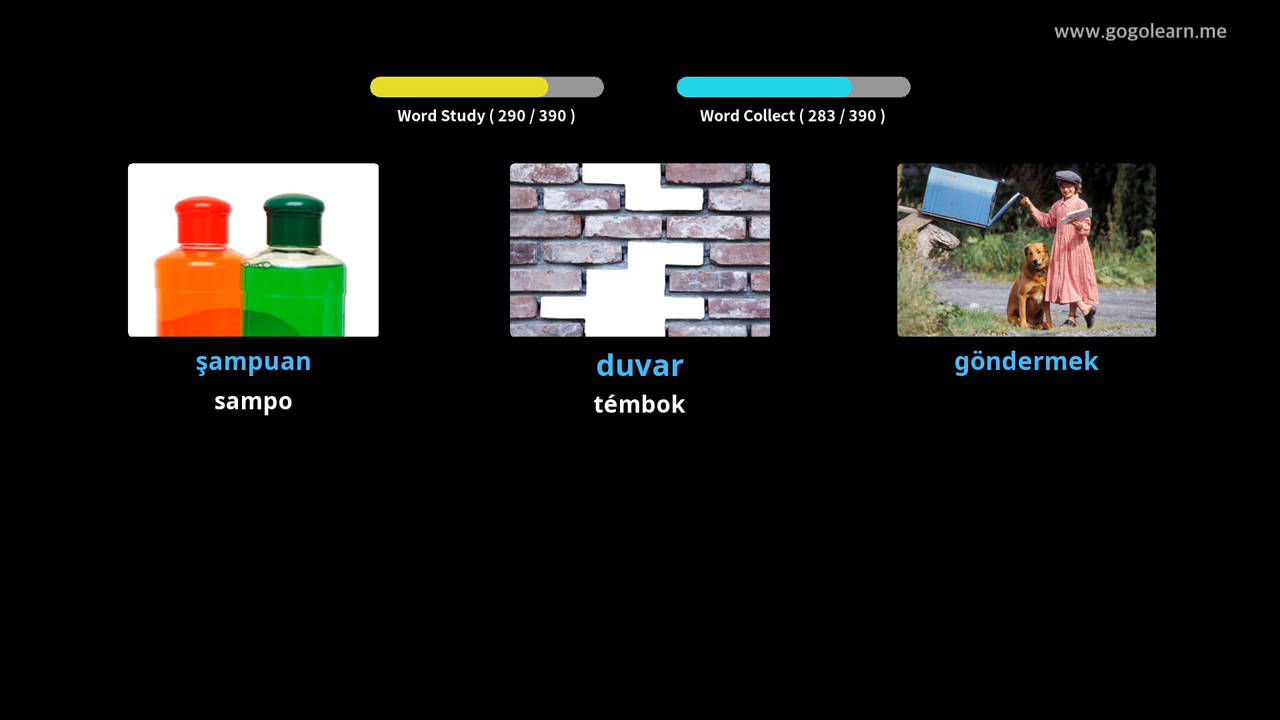 www.gogolearn.me
Word Study ( 290 / 390 )
Word Collect ( 283 / 390 )
şampuan
sampo
duvar
témbok
göndermek